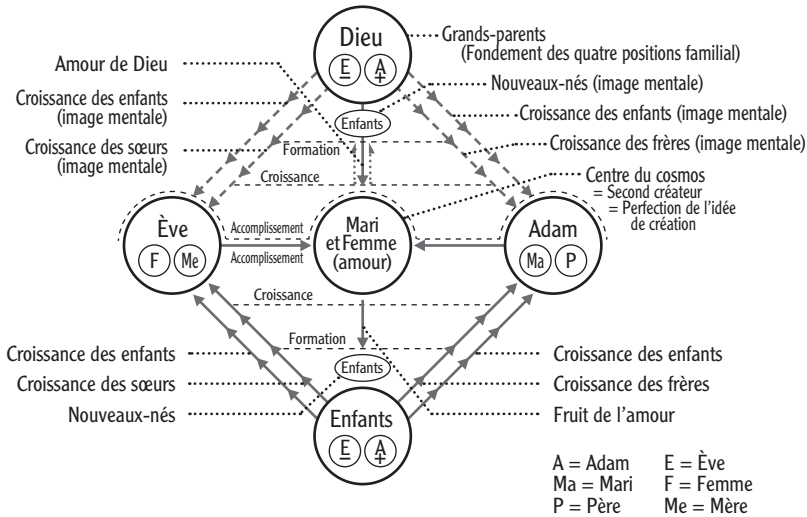 Dieu
E A
Grands-parents
(Fondement des quatre positions familial)
Amour de Dieu
Nouveaux-nés (image mentale)
Croissance des enfants
(image mentale)
Enfants
Croissance des enfants (image mentale)
Croissance des sœurs
(image mentale)
Formation
Croissance des frères (image mentale)
Croissance
Centre du cosmos
= Second créateur
= Perfection de l'idée
de création
Ève
F Me
Accomplissement
Accomplissement
Mari
et Femme
(amour)
Adam
Ma P
Croissance
Formation
Enfants
Croissance des enfants
Croissance des sœurs
Nouveaux-nés
Croissance des enfants
Croissance des frères
Fruit de l'amour
Enfants
E A
A = Adam E = Ève
Ma = Mari F = Femme
P = Père Me = Mère